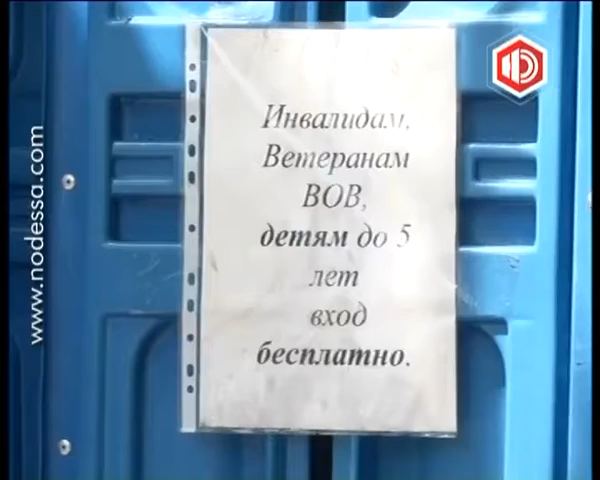 Инвалидам,
Ветеранам
ВОВ,
детям до 5
лет
вход
бесплатно.
www.nodessa.com